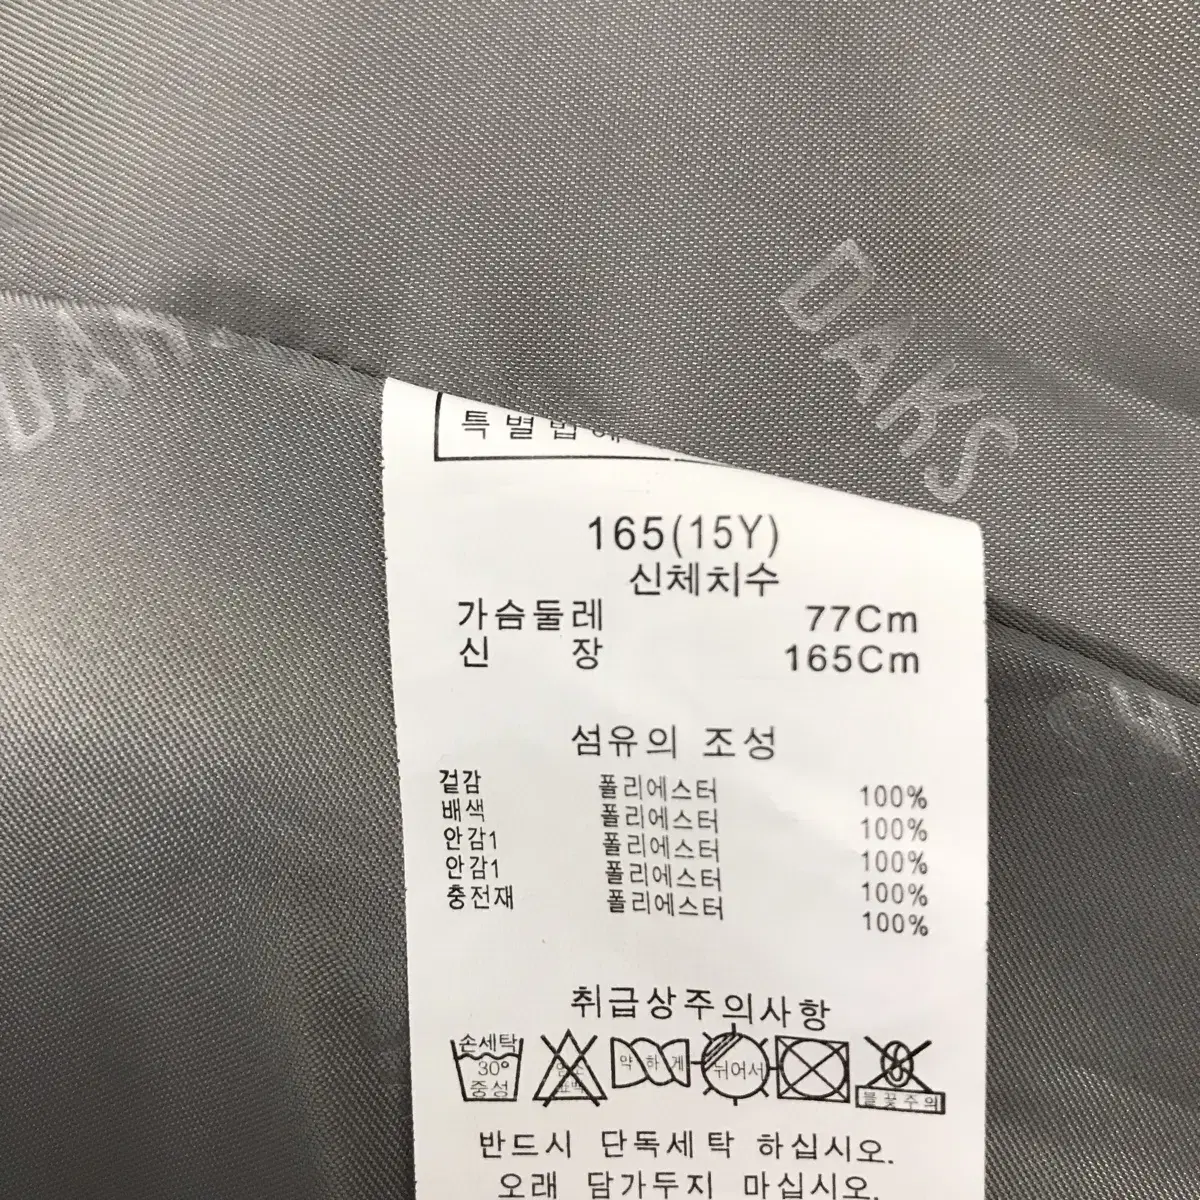 DAKS
특별법에
165(15Y)
신체치수
가슴둘레 77Cm
신 장 165Cm
섬유의 조성
겉감 폴리에스터 100%
배색 폴리에스터 100%
안감1 폴리에스터 100%
안감1 폴리에스터 100%
충전재 폴리에스터 100%
취급상주의사항
손세탁 30° 중성
약하게
뉘어서
불꽃주의
반드시 단독세탁 하십시오.
오래 담가두지 마십시오.